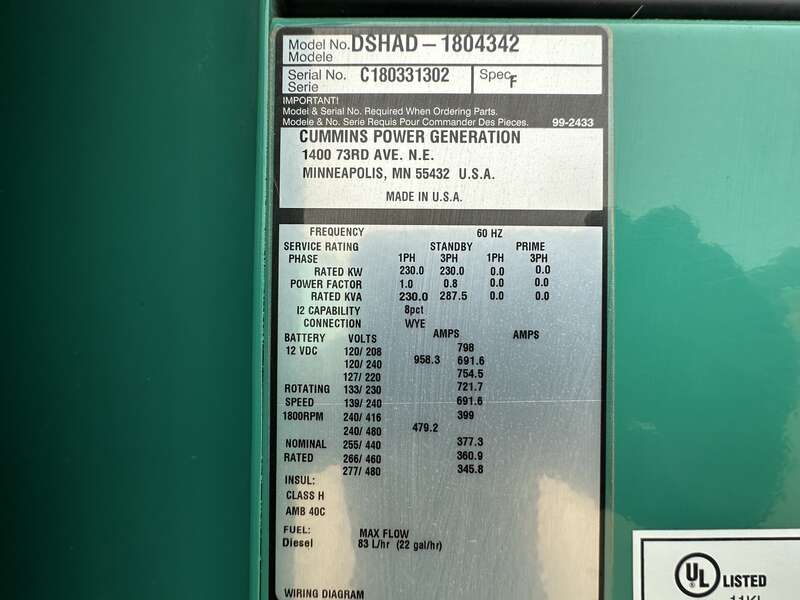 Model No. DSHAD – 1804342
Modele
Serial No. C180331302 Spec F
Serie
IMPORTANT!
Model & Serial No. Required When Ordering Parts.
Modele & No. Serie Requis Pour Commander Des Pieces. 99-2433
CUMMINS POWER GENERATION
1400 73RD AVE. N.E.
MINNEAPOLIS, MN 55432 U.S.A.
MADE IN U.S.A.
FREQUENCY 60 HZ
SERVICE RATING STANDBY PRIME
PHASE 1PH 3PH 1PH 3PH
RATED KW 230.0 230.0 0.0 0.0
POWER FACTOR 1.0 0.8 0.0 0.0
RATED KVA 230.0 287.5 0.0 0.0
I2 CAPABILITY 8pct
CONNECTION WYE
BATTERY VOLTS AMPS AMPS
12 VDC 120/ 208 798
120/ 240 958.3 691.6
127/ 220 754.5
ROTATING 133/ 230 721.7
SPEED 139/ 240 691.6
1800RPM 240/ 416 399
240/ 480 479.2
NOMINAL 255/ 440 377.3
RATED 266/ 460 360.9
277/ 480 345.8
INSUL:
CLASS H
AMB 40C
FUEL: MAX FLOW
Diesel 83 L/hr (22 gal/hr)
WIRING DIAGRAM
UL LISTED